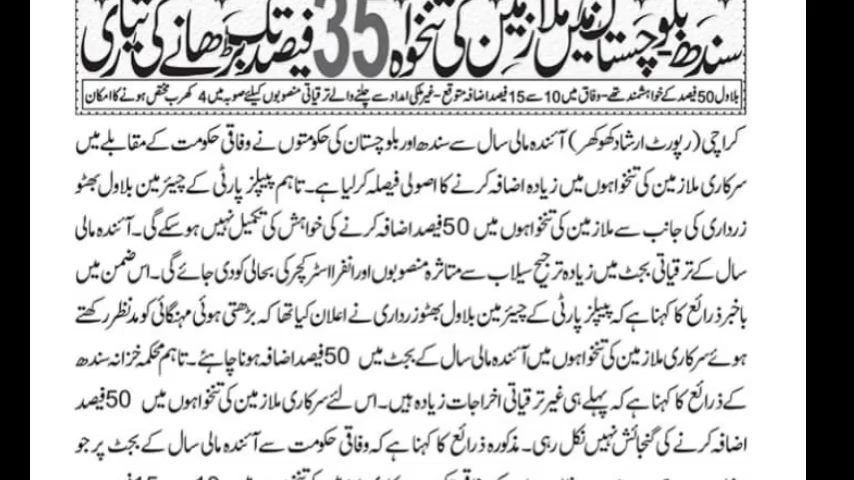 سندھ۔بلوچستان میں ملازمین کی تنخواہ 35 فیصد تک بڑھانے کی تیاری
بلاول 50 فیصد کے خواہشمند تھے۔وفاق میں 10 سے 15 فیصد اضافہ متوقع۔غیر ملکی امداد سے چلنے والے ترقیاتی منصوبوں کیلئے صوبہ میں 4 کھرب مختص ہونے کا امکان
کراچی (رپورٹ ارشاد کھوکھر) آئندہ مالی سال سے سندھ اور بلوچستان کی حکومتوں نے وفاقی حکومت کے مقابلے میں
سرکاری ملازمین کی تنخواہوں میں زیادہ اضافہ کرنے کا اصولی فیصلہ کرلیا ہے۔ تاہم پیپلز پارٹی کے چیئرمین بلاول بھٹو
زرداری کی جانب سے ملازمین کی تنخواہوں میں 50 فیصد اضافہ کرنے کی خواہش کی تکمیل نہیں ہو سکے گی۔ آئندہ مالی
سال کے ترقیاتی بجٹ میں زیادہ ترجیح سیلاب سے متاثرہ منصوبوں اور انفرااسٹرکچر کی بحالی کو دی جائے گی۔ اس ضمن میں
باخبر ذرائع کا کہنا ہے کہ پیپلز پارٹی کے چیئرمین بلاول بھٹو زرداری نے اعلان کیا تھا کہ بڑھتی ہوئی مہنگائی کو مدنظر رکھتے
ہوئے سرکاری ملازمین کی تنخواہوں میں آئندہ مالی سال کے بجٹ میں 50 فیصد اضافہ ہونا چاہئے۔ تاہم محکمہ خزانہ سندھ
کے ذرائع کا کہنا ہے کہ پہلے ہی غیر ترقیاتی اخراجات زیادہ ہیں۔ اس لئے سرکاری ملازمین کی تنخواہوں میں 50 فیصد
اضافہ کرنے کی گنجائش نہیں نکل رہی۔ مذکورہ ذرائع کا کہنا ہے کہ وفاقی حکومت سے آئندہ مالی سال کے بجٹ پر جو